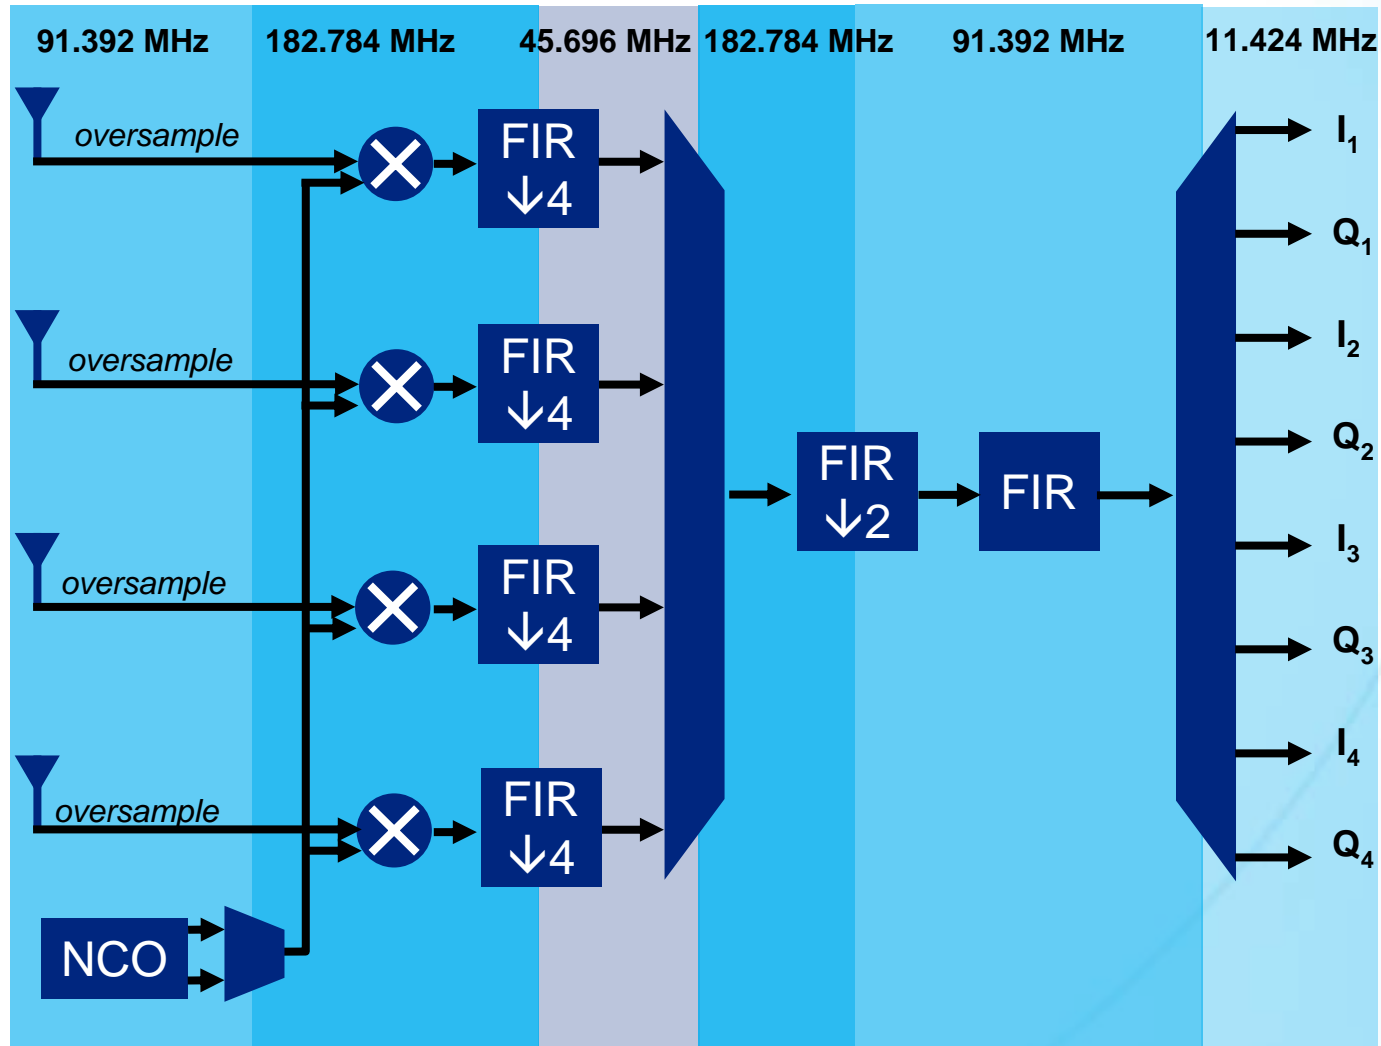 91.392 MHz 182.784 MHz 45.696 MHz 182.784 MHz 91.392 MHz 11.424 MHz
oversample
FIR
↓4
I1
Q1
oversample
FIR
↓4
I2
Q2
FIR
↓2
FIR
oversample
FIR
↓4
I3
Q3
oversample
FIR
↓4
I4
Q4
NCO